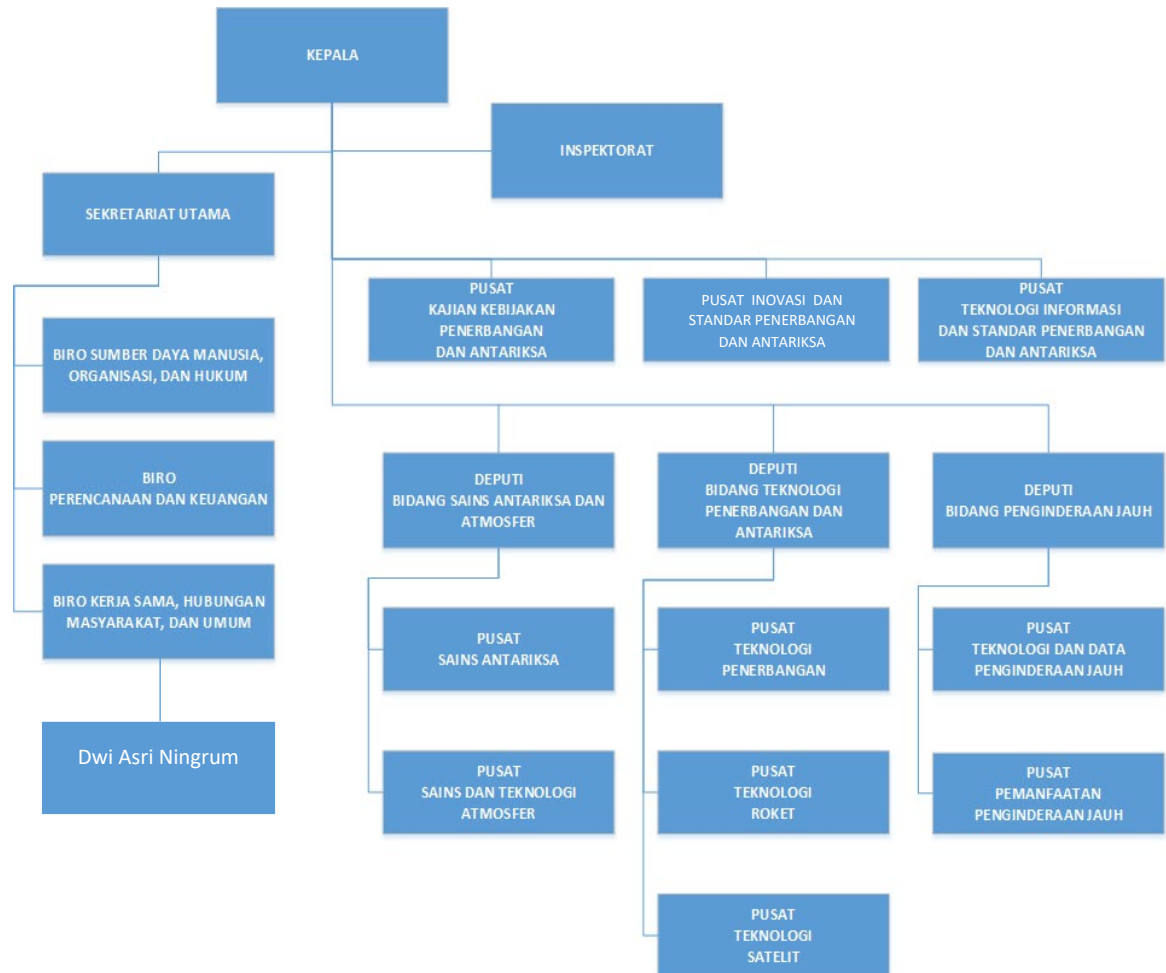 KEPALA
INSPEKTORAT
SEKRETARIAT UTAMA
PUSAT
KAJIAN KEBIJAKAN
PENERBANGAN
DAN ANTARIKSA
PUSAT INOVASI DAN
STANDAR PENERBANGAN
DAN ANTARIKSA
PUSAT
TEKNOLOGI INFORMASI
DAN STANDAR PENERBANGAN
DAN ANTARIKSA
BIRO SUMBER DAYA MANUSIA,
ORGANISASI, DAN HUKUM
BIRO
PERENCANAAN DAN KEUANGAN
BIRO KERJA SAMA, HUBUNGAN
MASYARAKAT, DAN UMUM
Dwi Asri Ningrum
DEPUTI
BIDANG SAINS ANTARIKSA DAN
ATMOSFER
DEPUTI
BIDANG TEKNOLOGI
PENERBANGAN DAN
ANTARIKSA
DEPUTI
BIDANG PENGINDERAAN JAUH
PUSAT
SAINS ANTARIKSA
PUSAT
TEKNOLOGI
PENERBANGAN
PUSAT
TEKNOLOGI DAN DATA
PENGINDERAAN JAUH
PUSAT
SAINS DAN TEKNOLOGI
ATMOSFER
PUSAT
TEKNOLOGI
ROKET
PUSAT
PEMANFAATAN
PENGINDERAAN JAUH
PUSAT
TEKNOLOGI
SATELIT